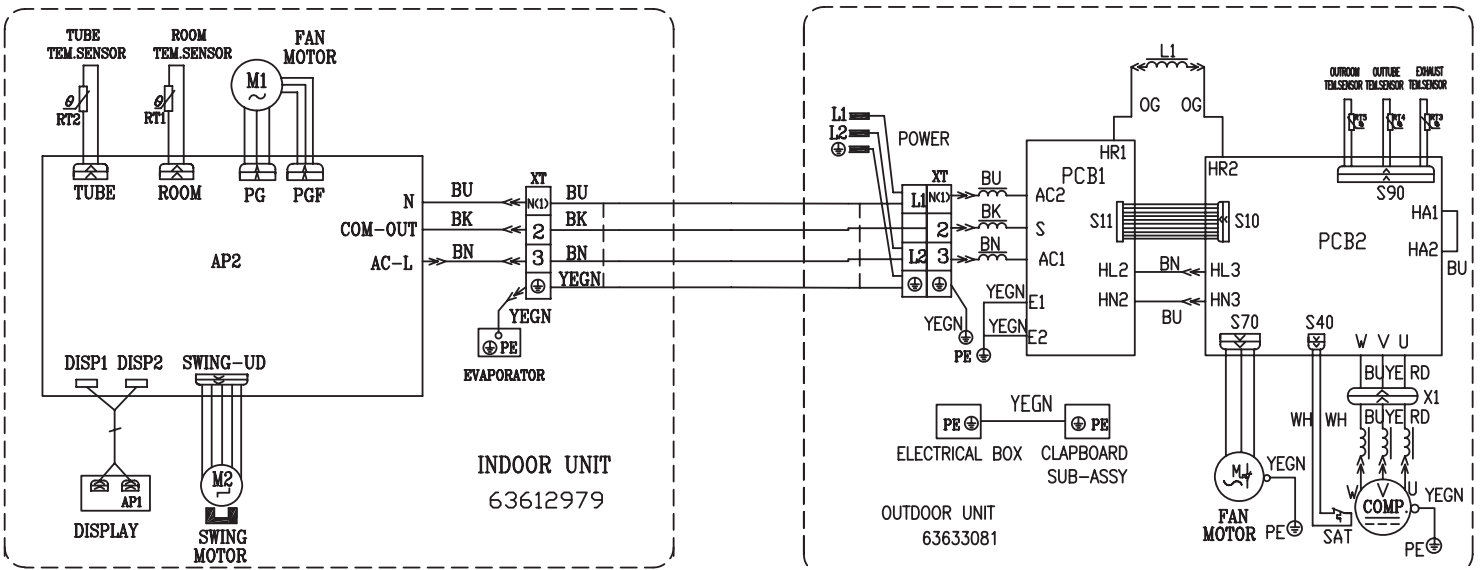 TUBE
TEM.SENSOR
ROOM
TEM.SENSOR
FAN
MOTOR
M1
θ
RT2
θ
RT1
TUBE
ROOM
PG
PGF
N
COM-OUT
AC-L
AP2
BU
BK
BN
XT
N(1)
2
3
BU
BK
BN
YEGN
YEGN
PE
EVAPORATOR
DISP1
DISP2
SWING-UD
AP1
DISPLAY
M2
SWING
MOTOR
INDOOR UNIT
63612979
L1
L2
POWER
XT
L1
N(1)
2
L2
3
BU
BK
BN
YEGN
PE
YEGN
YEGN
L1
OG
OG
HR1
PCB1
AC2
S
AC1
E1
E2
S11
HL2
HN2
BN
BU
HR2
S10
HL3
HN3
PCB2
OUTROOM
TEM.SENSOR
OUTTUBE
TEM.SENSOR
EXHAUST
TEM.SENSOR
RT5
θ
RT4
θ
RT3
θ
S90
HA1
HA2
BU
S70
S40
W V U
BU YE RD
X1
WH
WH
BU YE RD
W
V
U
COMP.
YEGN
PE
SAT
M
YEGN
PE
FAN
MOTOR
PE
YEGN
PE
ELECTRICAL BOX
CLAPBOARD
SUB-ASSY
OUTDOOR UNIT
63633081